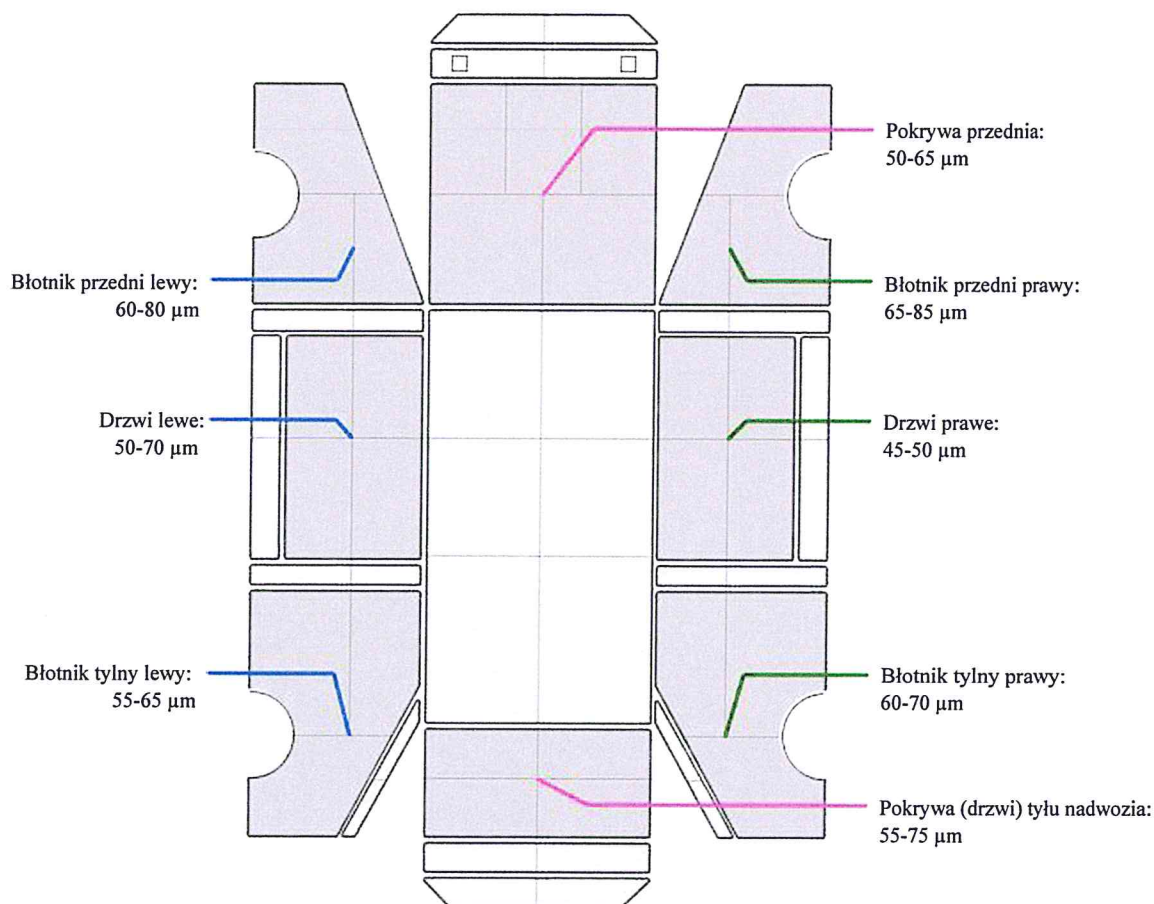 Pokrywa przednia:
50-65 µm
Błotnik przedni lewy:
60-80 µm
Błotnik przedni prawy:
65-85 µm
Drzwi lewe:
50-70 µm
Drzwi prawe:
45-50 µm
Błotnik tylny lewy:
55-65 µm
Błotnik tylny prawy:
60-70 µm
Pokrywa (drzwi) tyłu nadwozia:
55-75 µm